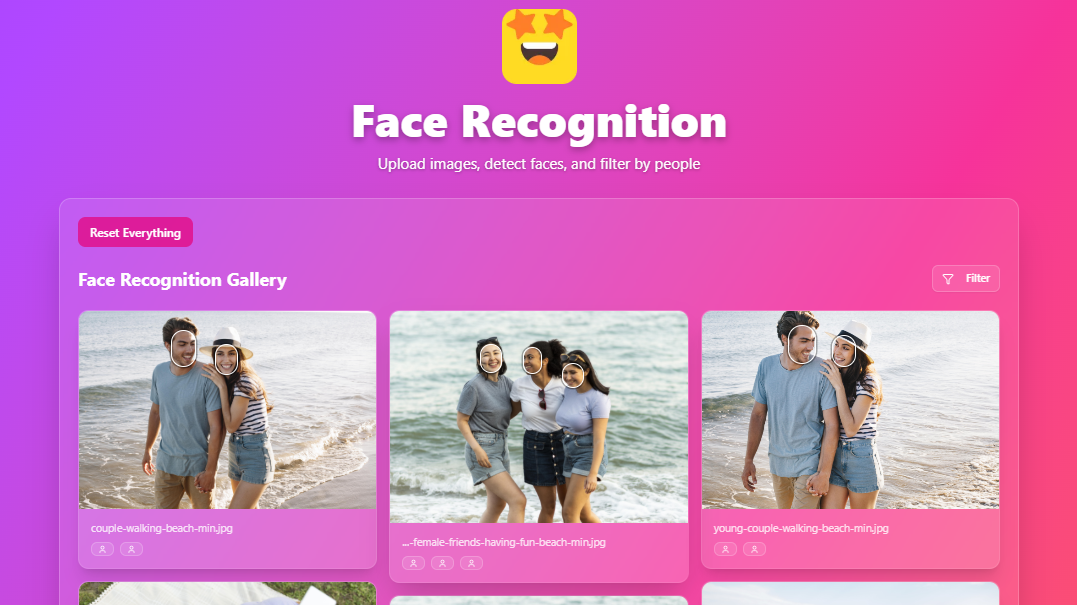 Face Recognition
Upload images, detect faces, and filter by people
Reset Everything
Face Recognition Gallery
Filter
couple-walking-beach-min.jpg
...-female-friends-having-fun-beach-min.jpg
young-couple-walking-beach-min.jpg